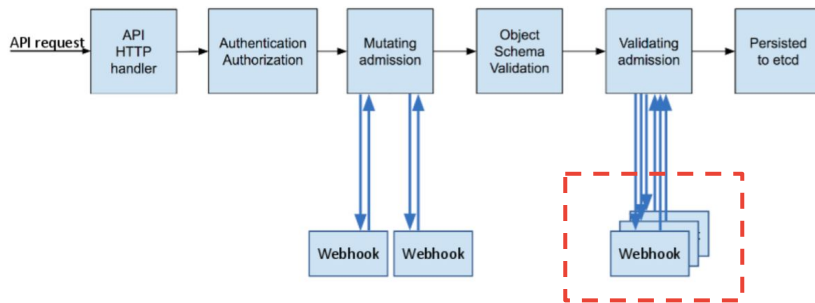 API request
API
HTTP
handler
Authentication
Authorization
Mutating
admission
Object
Schema
Validation
Validating
admission
Persisted
to etcd
Webhook
Webhook
Webhook